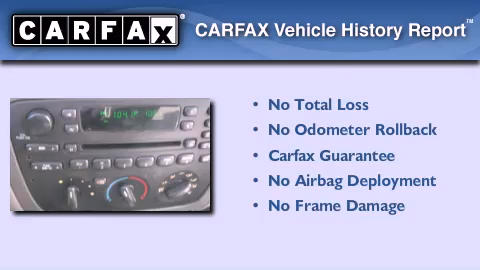 CARFAX®
CARFAX Vehicle History Report™
• No Total Loss
• No Odometer Rollback
• Carfax Guarantee
• No Airbag Deployment
• No Frame Damage